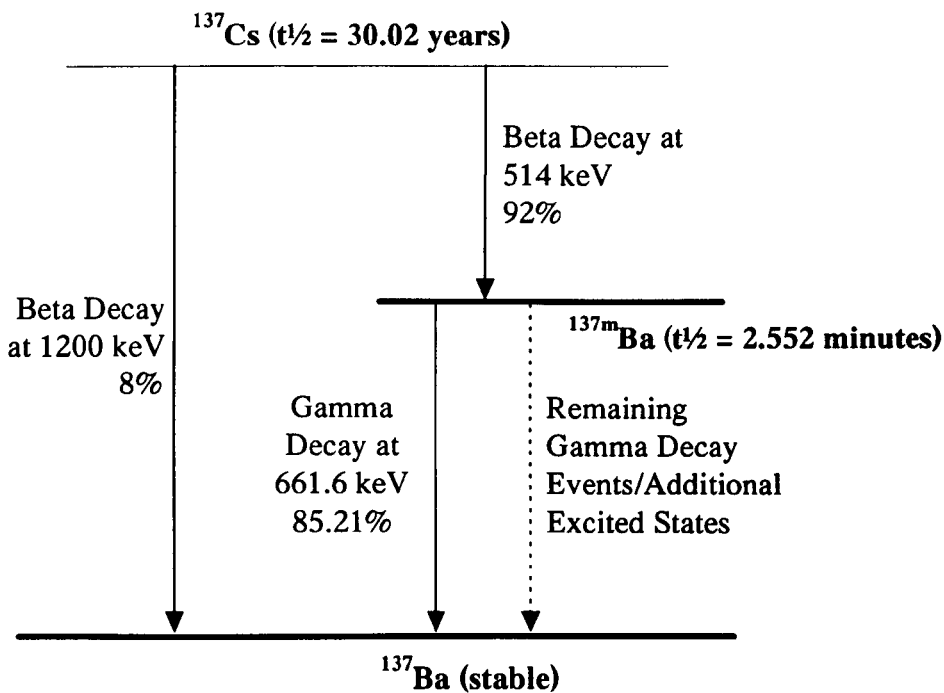 ¹³⁷Cs (t½ = 30.02 years)
Beta Decay at
514 keV
92%
Beta Decay
at 1200 keV
8%
¹³⁷ᵐBa (t½ = 2.552 minutes)
Gamma
Decay at
661.6 keV
85.21%
Remaining
Gamma Decay
Events/Additional
Excited States
¹³⁷Ba (stable)